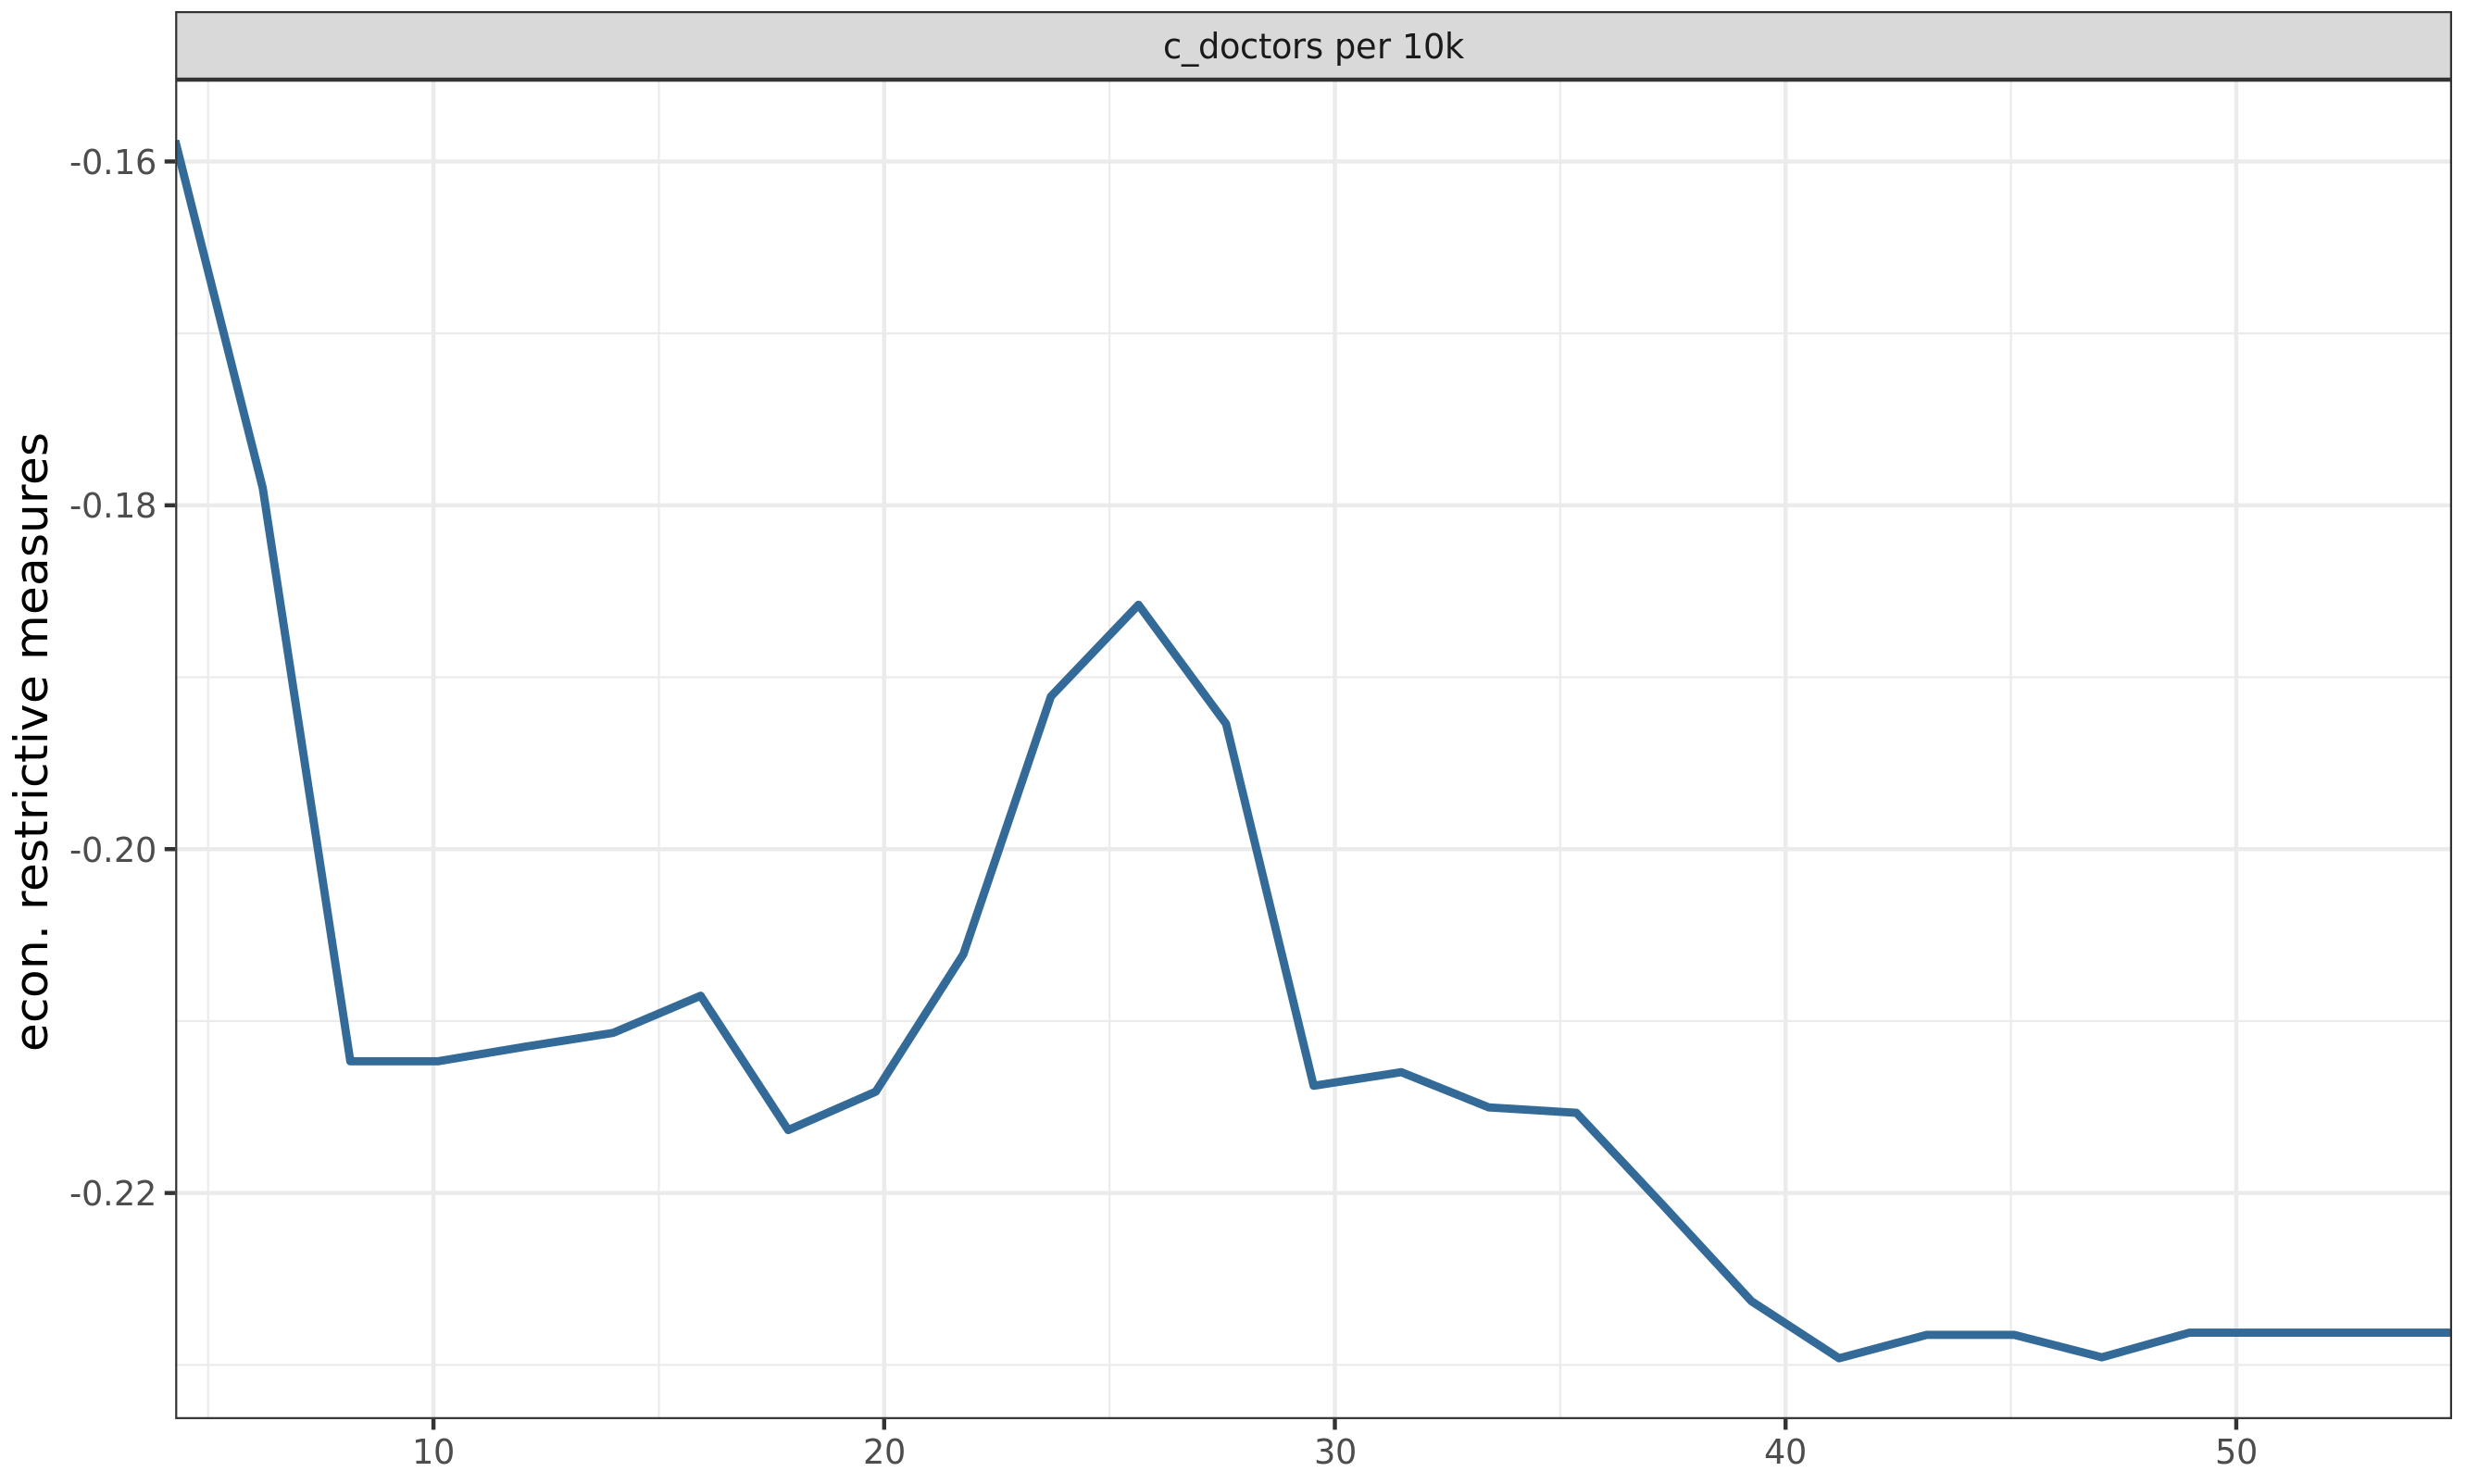 c_doctors per 10k
econ. restrictive measures
-0.16
-0.18
-0.20
-0.22
10 20 30 40 50